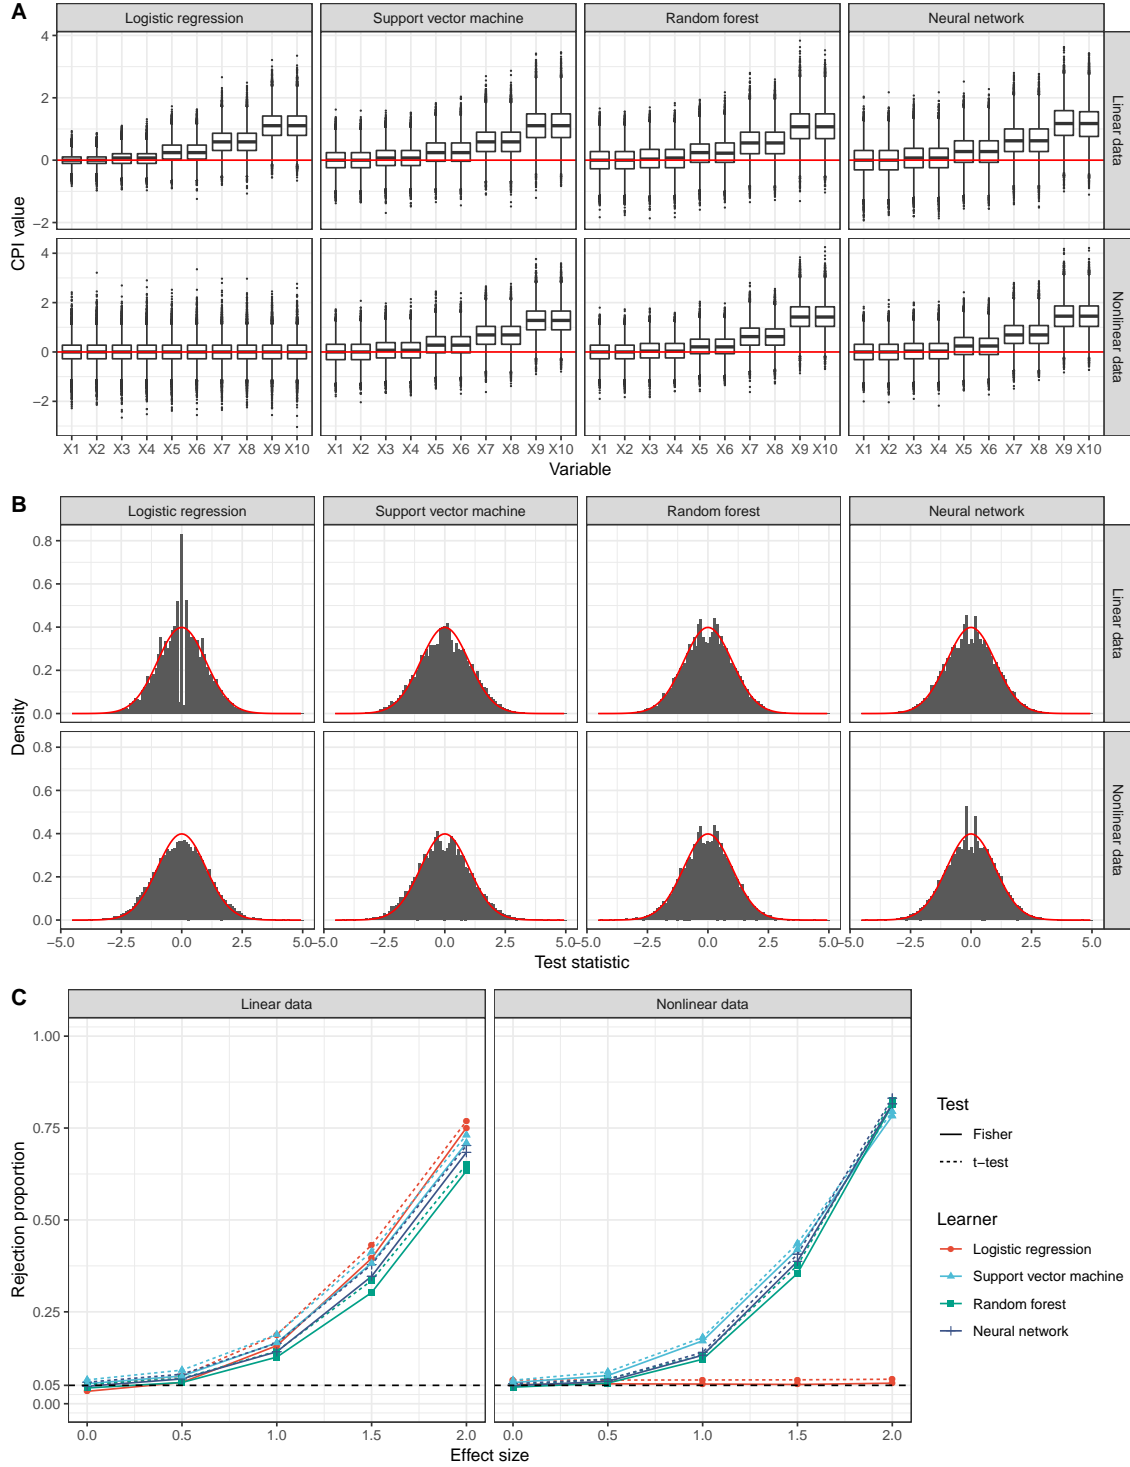 A
Logistic regression
Support vector machine
Random forest
Neural network
CPI value
4
2
0
−2
Linear data
4
2
0
−2
Nonlinear data
X1 X2 X3 X4 X5 X6 X7 X8 X9 X10
X1 X2 X3 X4 X5 X6 X7 X8 X9 X10
X1 X2 X3 X4 X5 X6 X7 X8 X9 X10
X1 X2 X3 X4 X5 X6 X7 X8 X9 X10
Variable
B
Logistic regression
Support vector machine
Random forest
Neural network
Density
0.8
0.6
0.4
0.2
0.0
Linear data
0.8
0.6
0.4
0.2
0.0
Nonlinear data
−5.0 −2.5 0.0 2.5 5.0
−5.0 −2.5 0.0 2.5 5.0
−5.0 −2.5 0.0 2.5 5.0
−5.0 −2.5 0.0 2.5 5.0
Test statistic
C
Linear data
Nonlinear data
Rejection proportion
1.00
0.75
0.50
0.25
0.05
0.00
0.0 0.5 1.0 1.5 2.0
0.0 0.5 1.0 1.5 2.0
Effect size
Test
Fisher
t−test
Learner
Logistic regression
Support vector machine
Random forest
Neural network